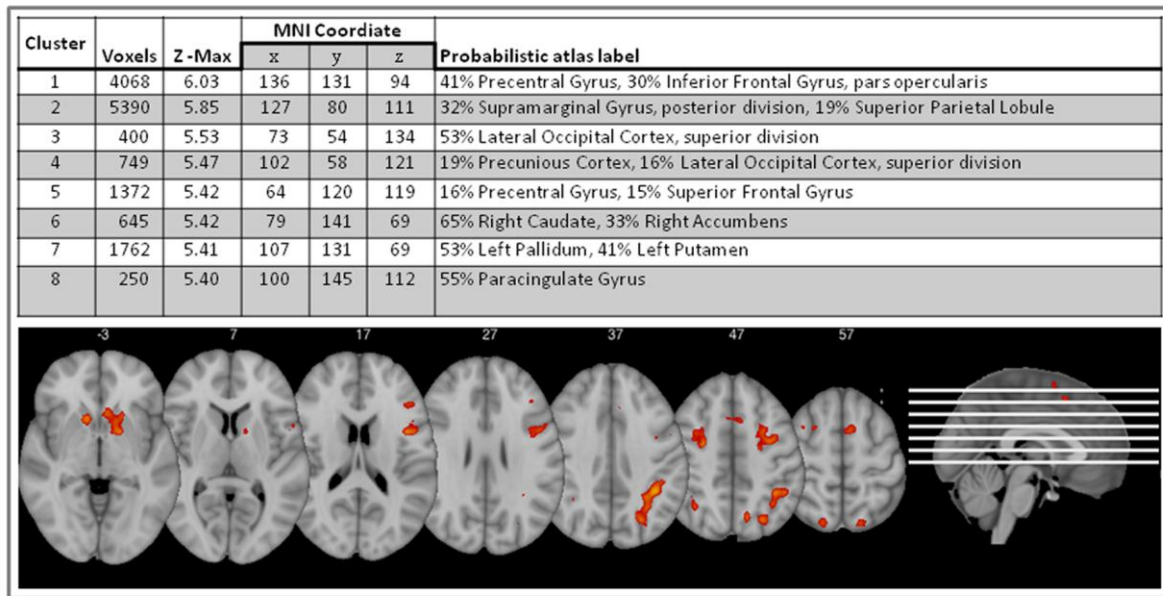 MNI Coordiate
Cluster Voxels Z -Max x y z Probabilistic atlas label
1 4068 6.03 136 131 94 41% Precentral Gyrus, 30% Inferior Frontal Gyrus, pars opercularis
2 5390 5.85 127 80 111 32% Supramarginal Gyrus, posterior division, 19% Superior Parietal Lobule
3 400 5.53 73 54 134 53% Lateral Occipital Cortex, superior division
4 749 5.47 102 58 121 19% Precunious Cortex, 16% Lateral Occipital Cortex, superior division
5 1372 5.42 64 120 119 16% Precentral Gyrus, 15% Superior Frontal Gyrus
6 645 5.42 79 141 69 65% Right Caudate, 33% Right Accumbens
7 1762 5.41 107 131 69 53% Left Pallidum, 41% Left Putamen
8 250 5.40 100 145 112 55% Paracingulate Gyrus
-3 7 17 27 37 47 57